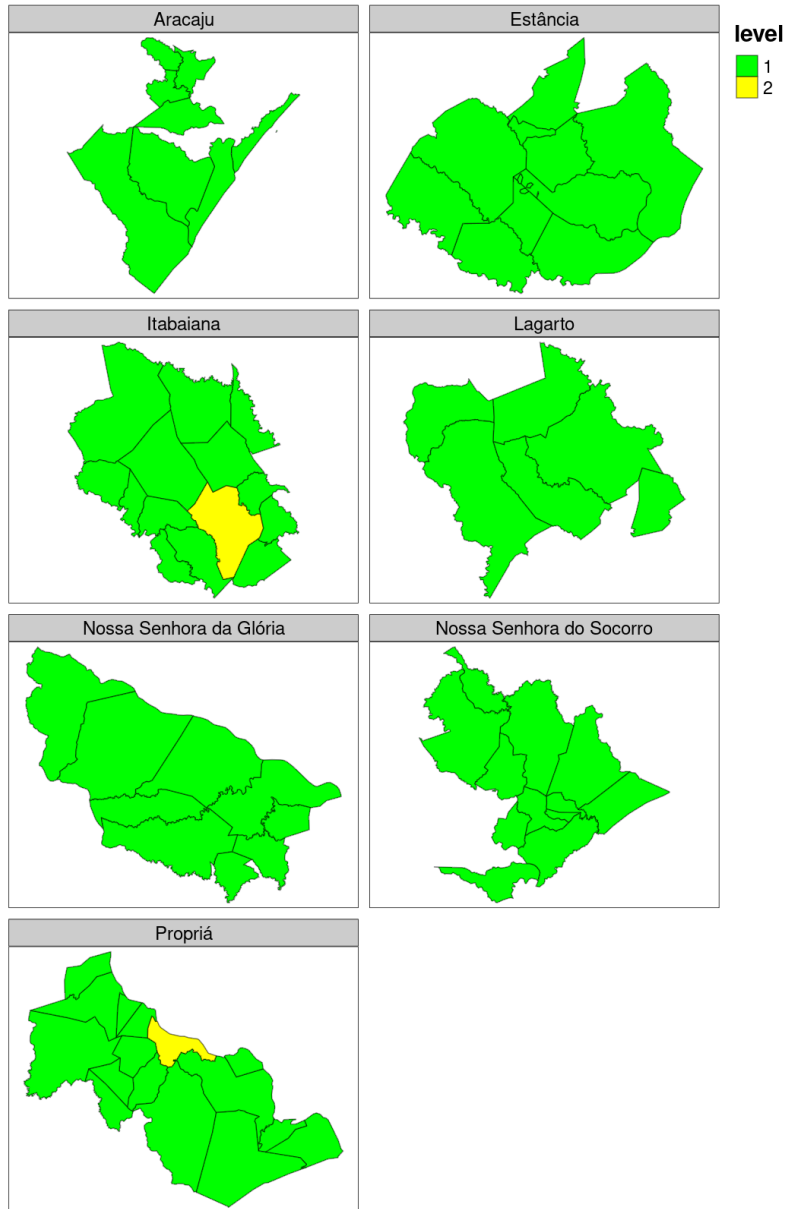 Aracaju
Estância
level
1
2
Itabaiana
Lagarto
Nossa Senhora da Glória
Nossa Senhora do Socorro
Propriá